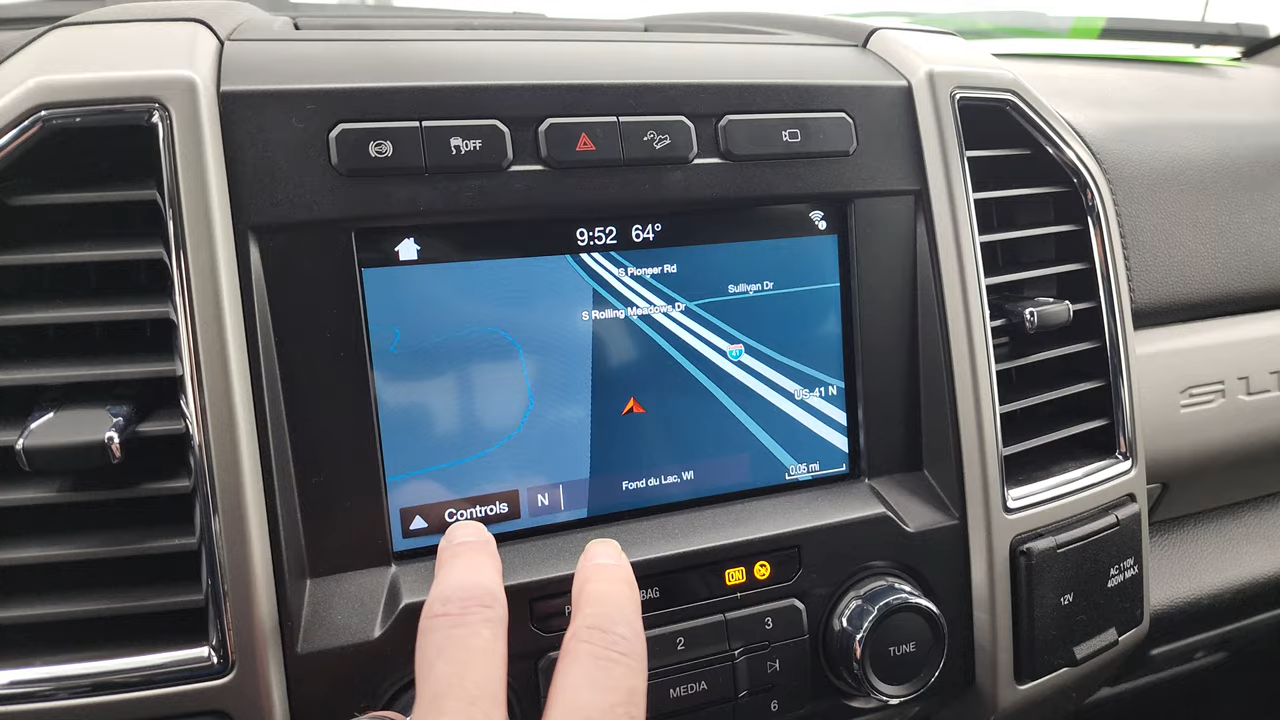 OFF
9:52 64°
S Pioneer Rd
Sullivan Dr
S Rolling Meadows Dr
41
US-41 N
0.05 mi
Fond du Lac, WI
N
Controls
ON
BAG
2
3
MEDIA
6
TUNE
12V
AC 110V
400W MAX